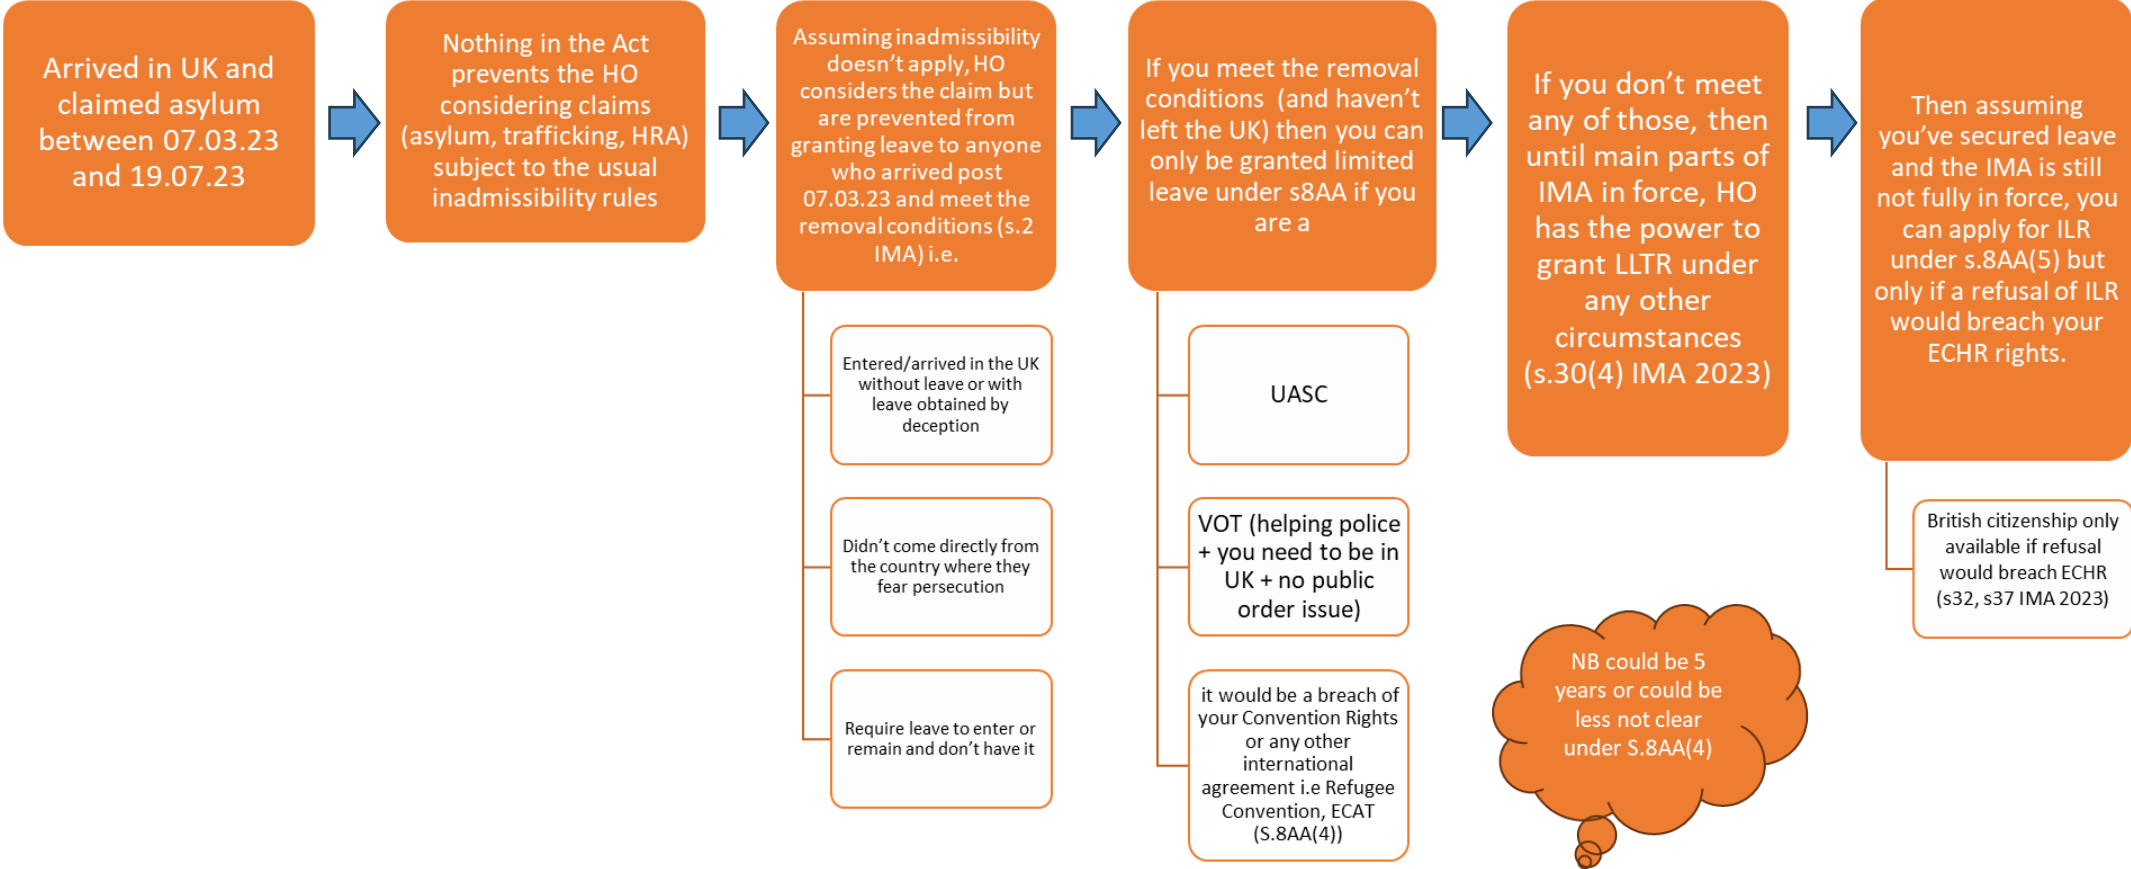 Arrived in UK and
claimed asylum
between 07.03.23
and 19.07.23
Nothing in the Act
prevents the HO
considering claims
(asylum, trafficking, HRA)
subject to the usual
inadmissibility rules
Assuming inadmissibility
doesn't apply, HO
considers the claim but
are prevented from
granting leave to anyone
who arrived post
07.03.23 and meet the
removal conditions (s.2
IMA) i.e.
Entered/arrived in the UK
without leave or with
leave obtained by
deception
Didn't come directly from
the country where they
fear persecution
Require leave to enter or
remain and don't have it
If you meet the removal
conditions (and haven't
left the UK) then you can
only be granted limited
leave under s8AA if you
are a
UASC
VOT (helping police
+ you need to be in
UK + no public
order issue)
it would be a breach of
your Convention Rights
or any other
international
agreement i.e Refugee
Convention, ECAT
(S.8AA(4))
If you don't meet
any of those, then
until main parts of
IMA in force, HO
has the power to
grant LLTR under
any other
circumstances
(s.30(4) IMA 2023)
NB could be 5
years or could be
less not clear
under S.8AA(4)
Then assuming
you've secured leave
and the IMA is still
not fully in force, you
can apply for ILR
under s.8AA(5) but
only if a refusal of ILR
would breach your
ECHR rights.
British citizenship only
available if refusal
would breach ECHR
(s32, s37 IMA 2023)